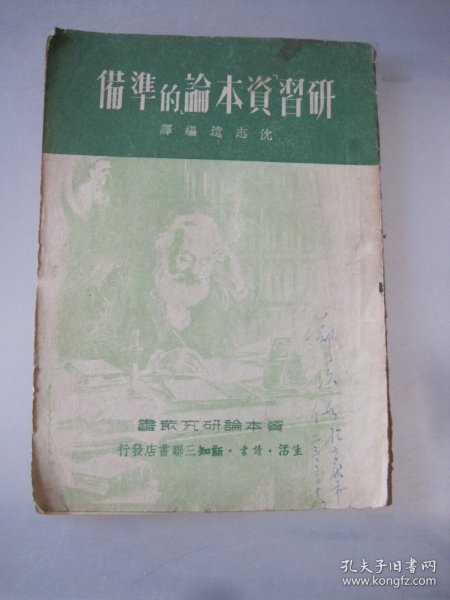 研習「資本論」的準備
沈志遠編譯
資本論研究叢書
生活·讀書·新知三聯書店發行
孔夫子旧书网
www.kongfz.com